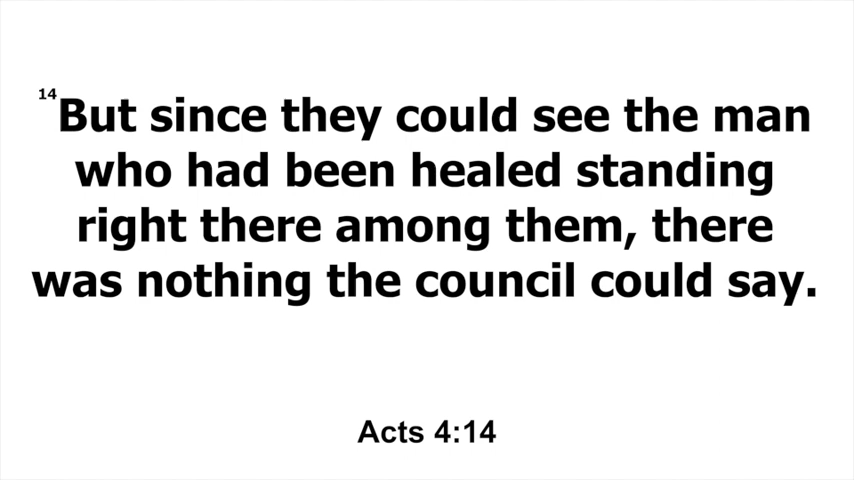 14But since they could see the man
who had been healed standing
right there among them, there
was nothing the council could say.
Acts 4:14